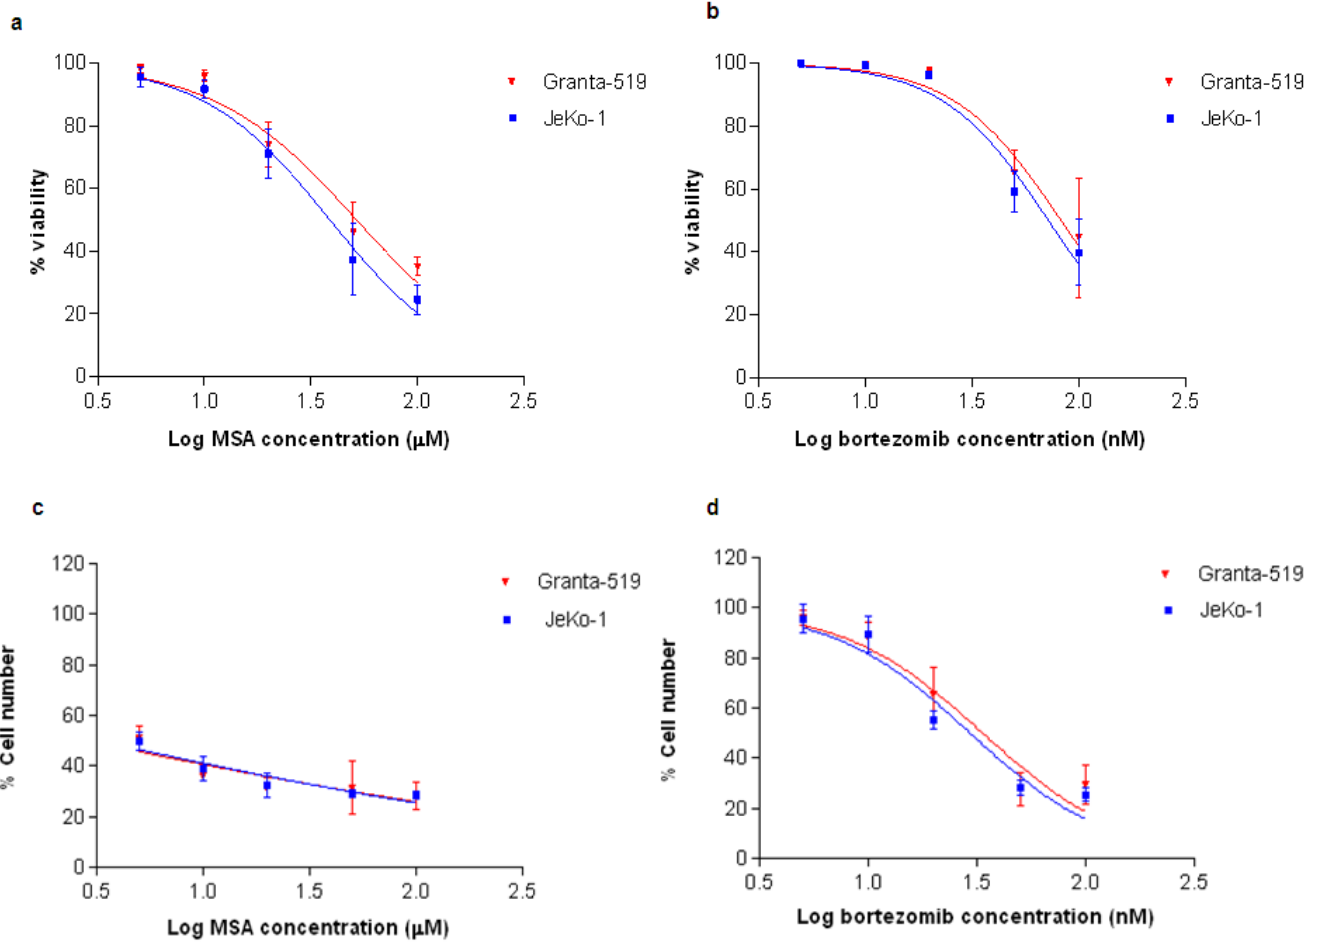 a
100
80
60
40
20
0
% viability
0.5 1.0 1.5 2.0 2.5
Log MSA concentration (μM)
Granta-519
JeKo-1
b
100
80
60
40
20
0
% viability
0.5 1.0 1.5 2.0 2.5
Log bortezomib concentration (nM)
Granta-519
JeKo-1
c
120
100
80
60
40
20
0
% Cell number
0.5 1.0 1.5 2.0 2.5
Log MSA concentration (μM)
Granta-519
JeKo-1
d
120
100
80
60
40
20
0
% Cell number
0.5 1.0 1.5 2.0 2.5
Log bortezomib concentration (nM)
Granta-519
JeKo-1